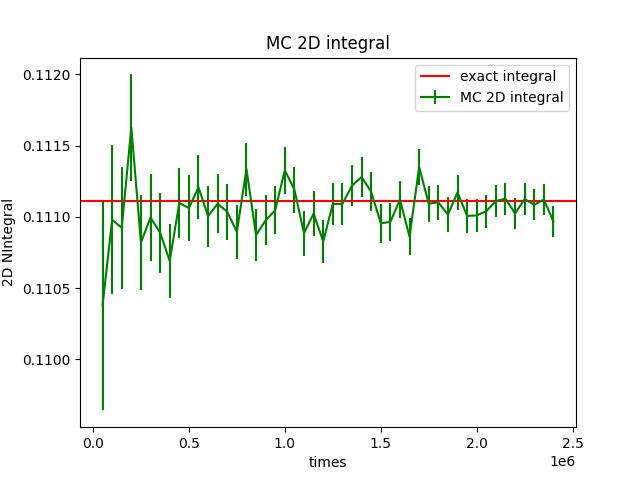 MC 2D integral
exact integral
MC 2D integral
0.1120
0.1115
0.1110
0.1105
0.1100
2D NIntegral
0.0
0.5
1.0
1.5
2.0
2.5
1e6
times